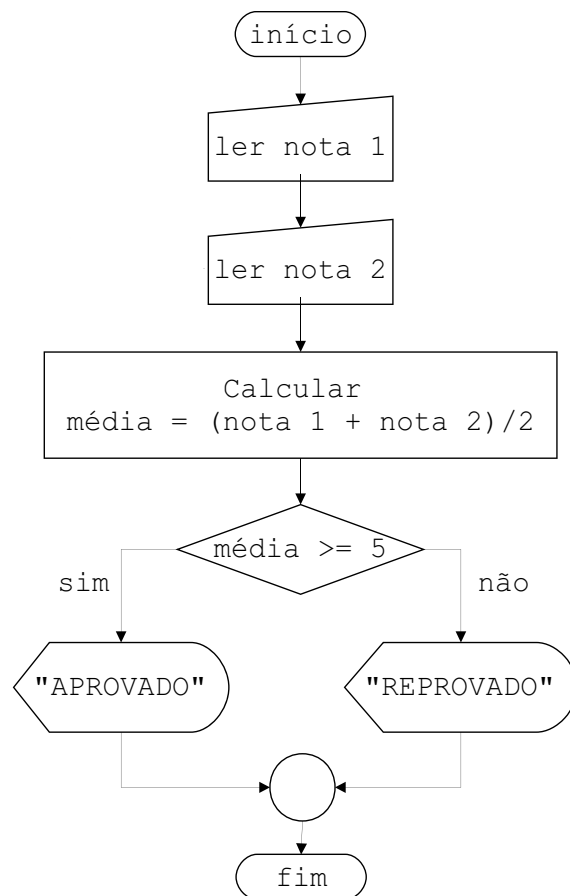 início
ler nota 1
ler nota 2
Calcular
média = (nota 1 + nota 2)/2
média >= 5
sim
não
"APROVADO"
"REPROVADO"
fim